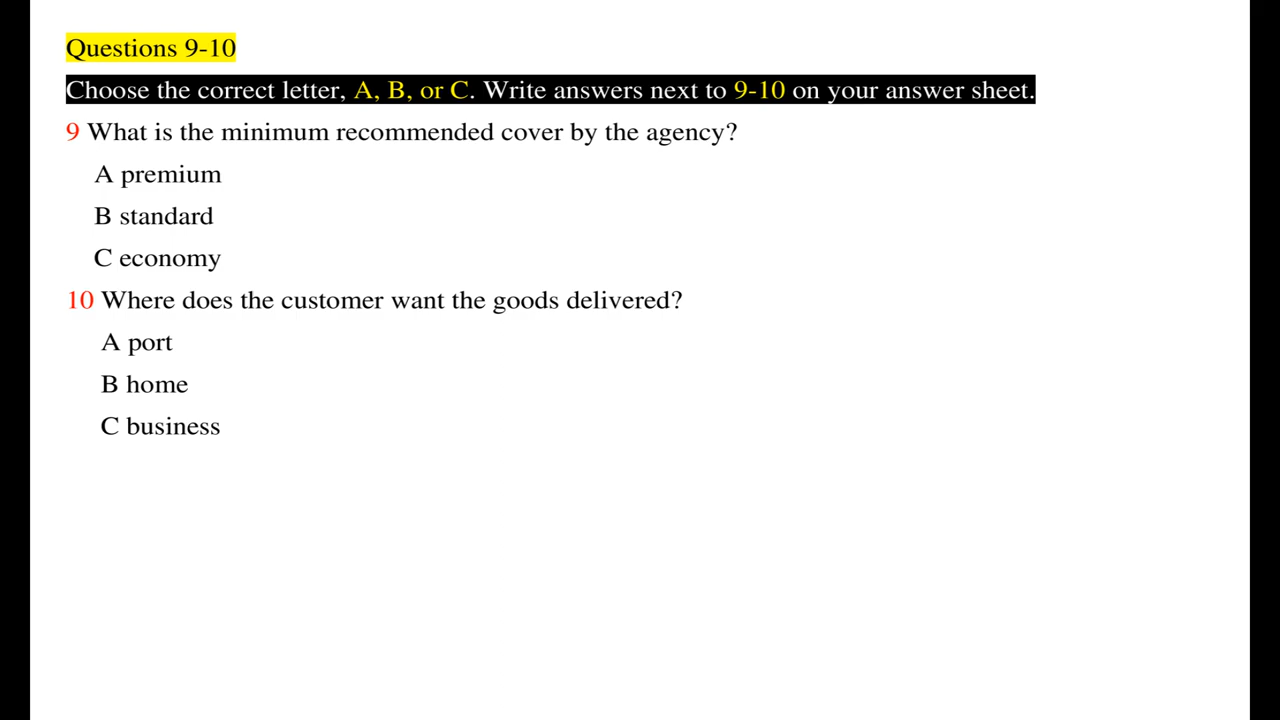 Questions 9-10
Choose the correct letter, A, B, or C. Write answers next to 9-10 on your answer sheet.
9 What is the minimum recommended cover by the agency?
A premium
B standard
C economy
10 Where does the customer want the goods delivered?
A port
B home
C business